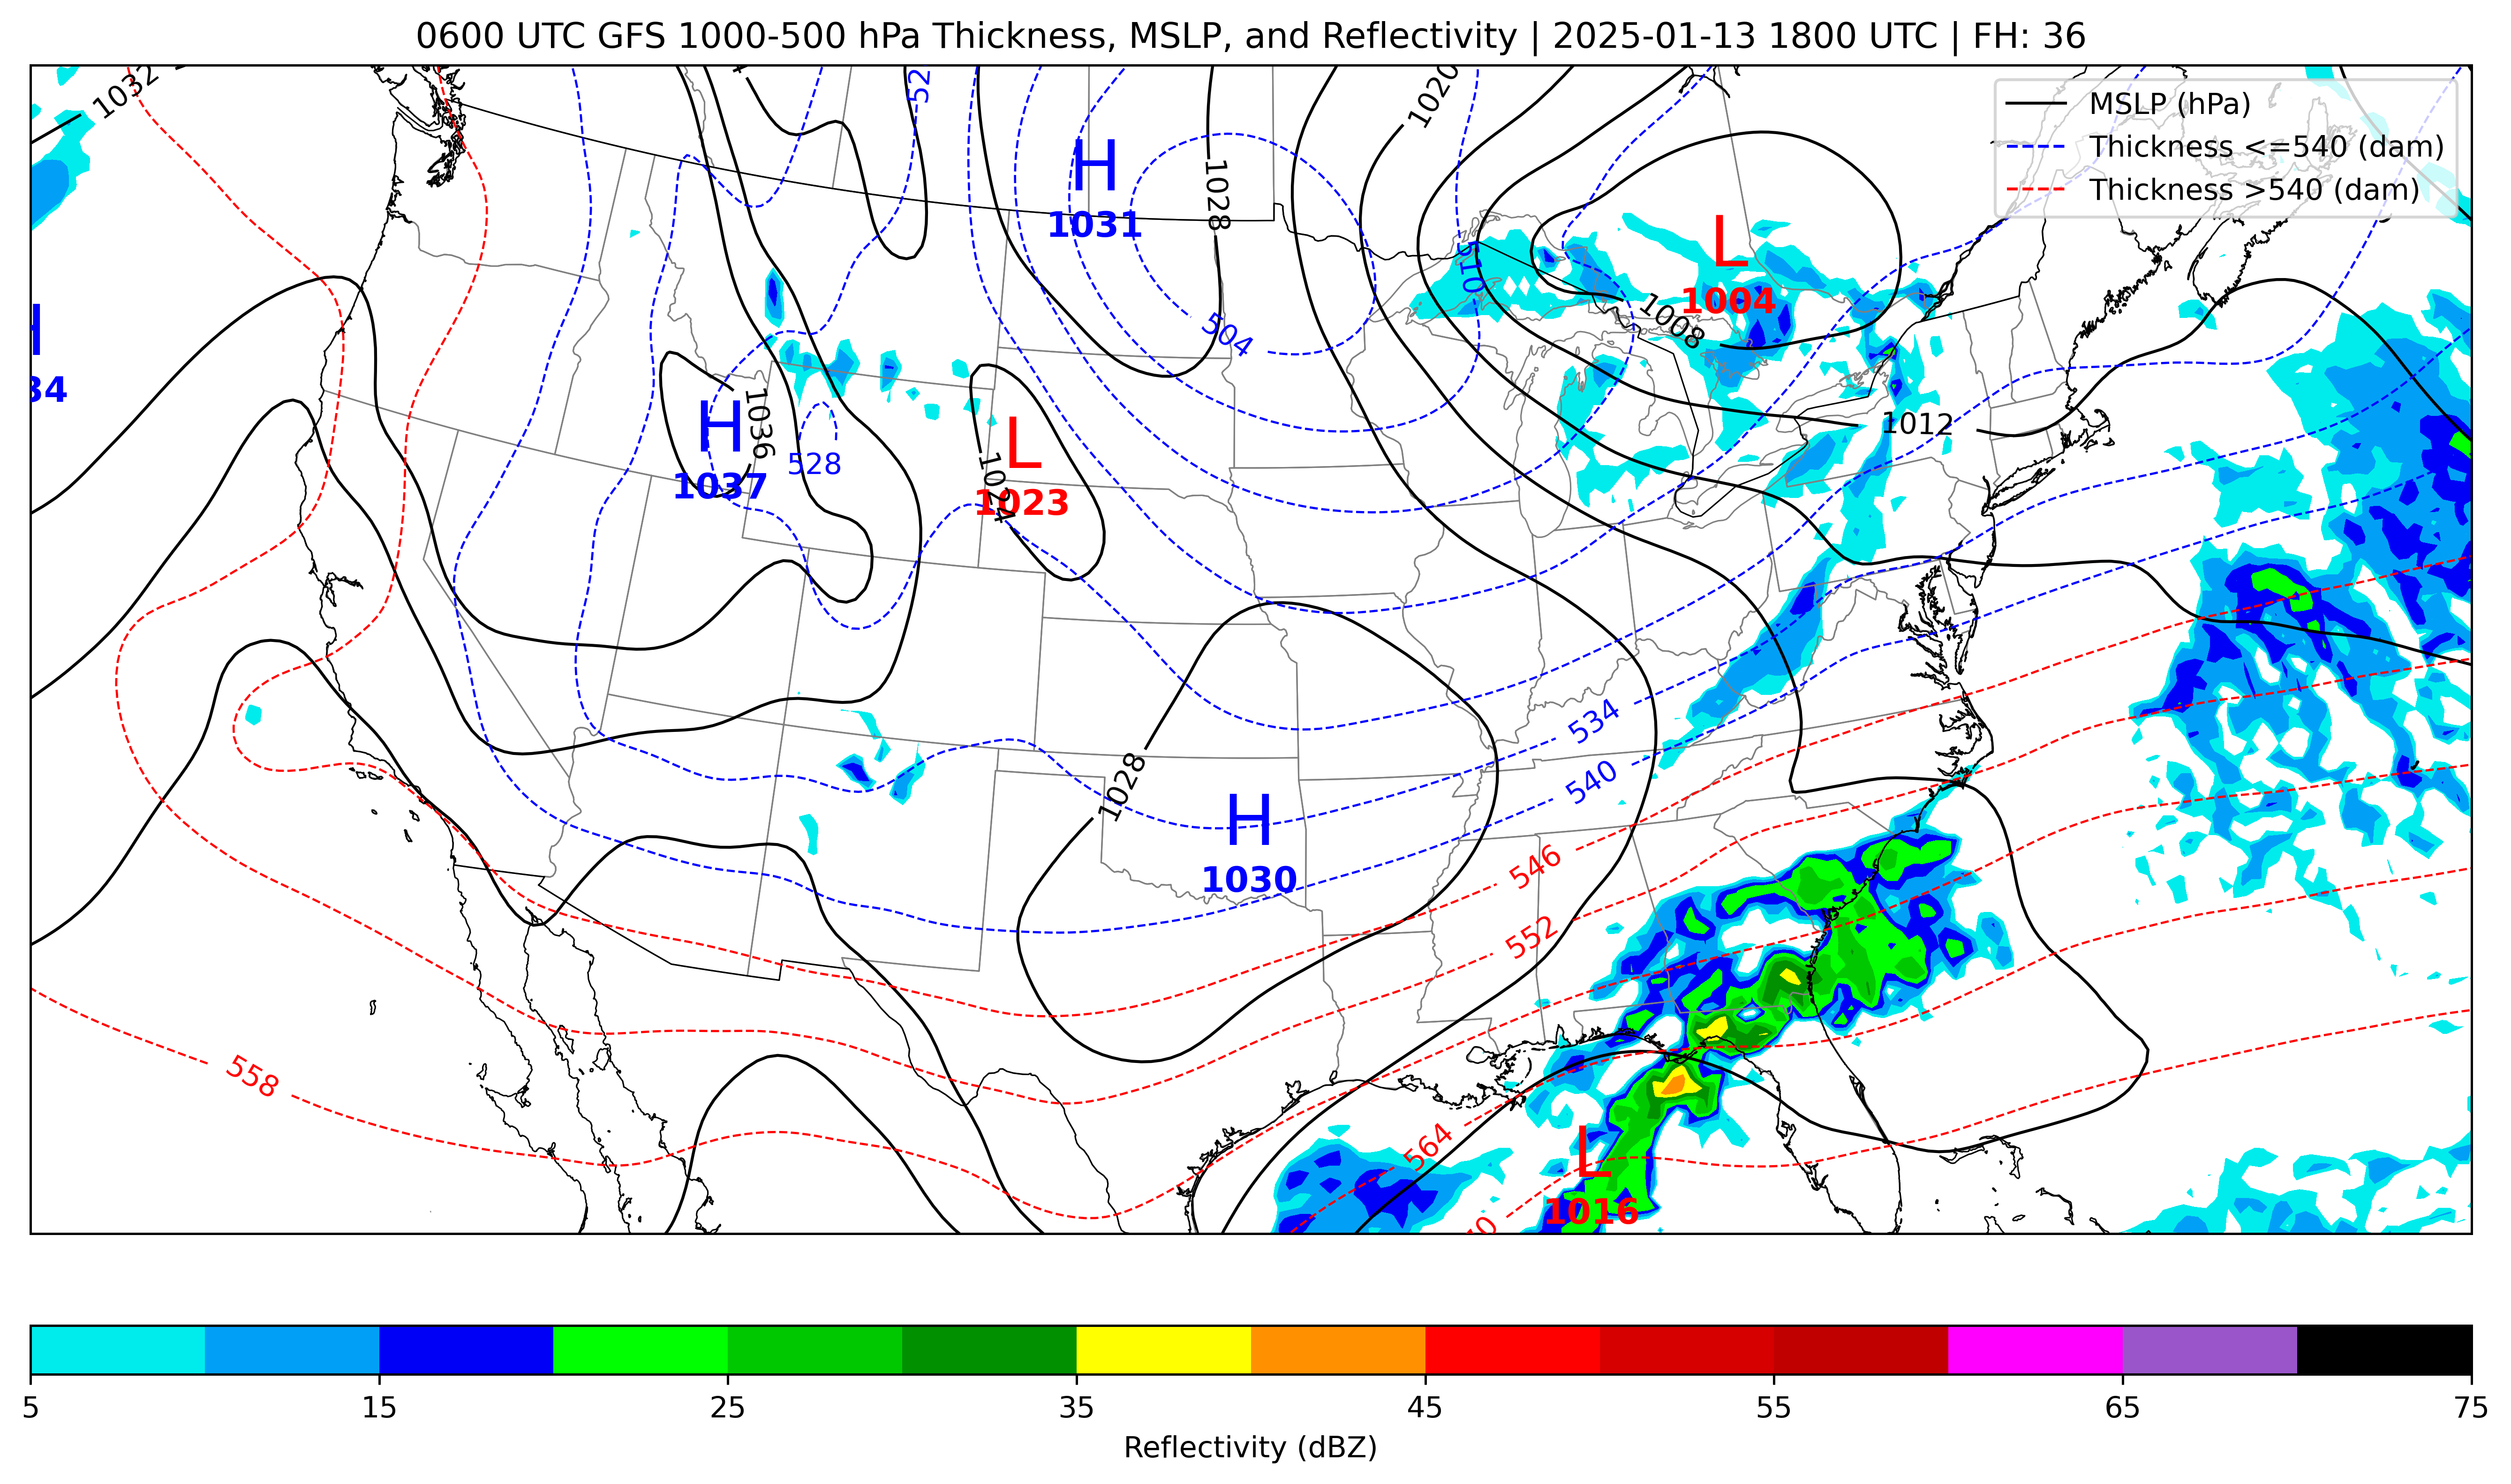 0600 UTC GFS 1000-500 hPa Thickness, MSLP, and Reflectivity | 2025-01-13 1800 UTC | FH: 36
MSLP (hPa)
Thickness <=540 (dam)
Thickness >540 (dam)
1032
52
1020
H
1031
1028
L
1004
510
1008
504
H
34
1036
H
1037
528
L
1023
1024
1012
534
540
1028
H
1030
546
552
558
564
L
1016
5 15 25 35 45 55 65 75
Reflectivity (dBZ)